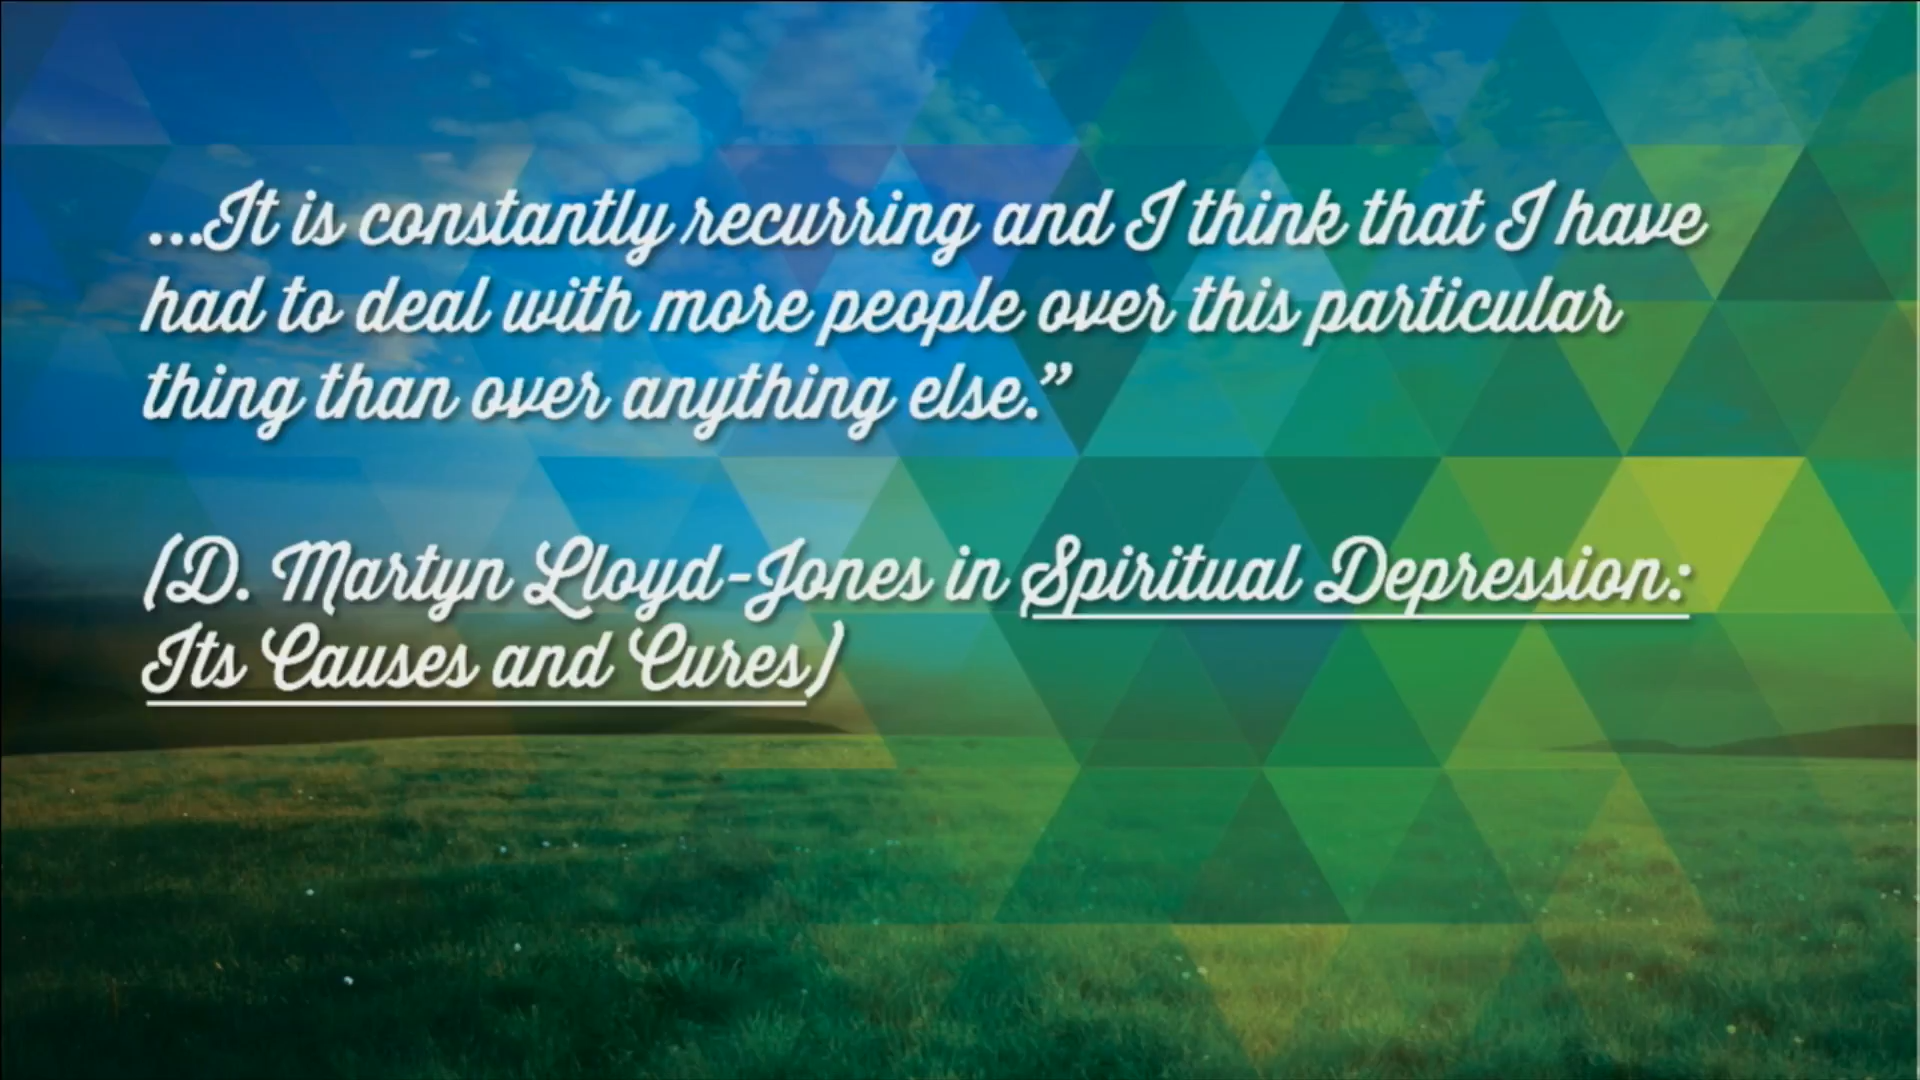 ...It is constantly recurring and I think that I have
had to deal with more people over this particular
thing than over anything else.”
(D. Martyn Lloyd-Jones in Spiritual Depression:
Its Causes and Cures)